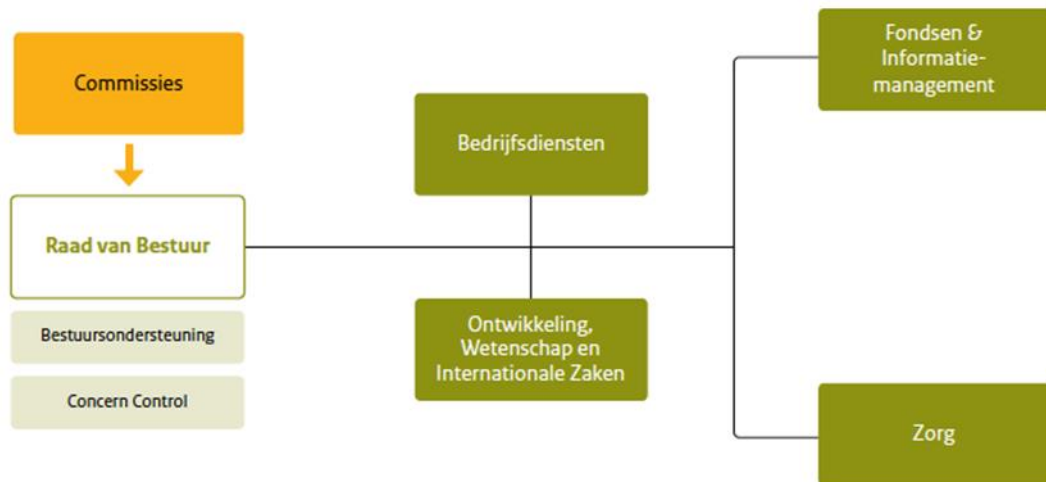 Commissies
Raad van Bestuur
Bestuursondersteuning
Concern Control
Bedrijfsdiensten
Ontwikkeling,
Wetenschap en
Internationale Zaken
Fondsen &
Informatie-
management
Zorg